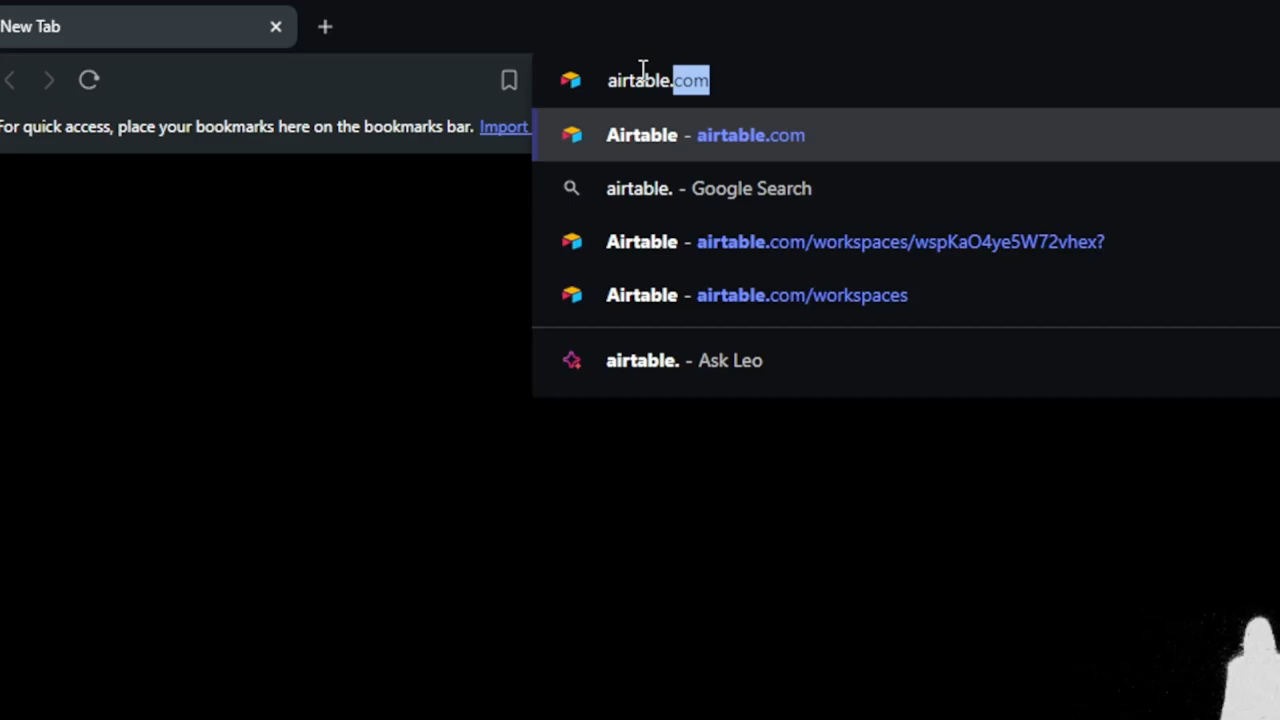 New Tab
airtable.com
For quick access, place your bookmarks here on the bookmarks bar. Import
Airtable - airtable.com
airtable. - Google Search
Airtable - airtable.com/workspaces/wspKaO4ye5W72vhex?
Airtable - airtable.com/workspaces
airtable. - Ask Leo